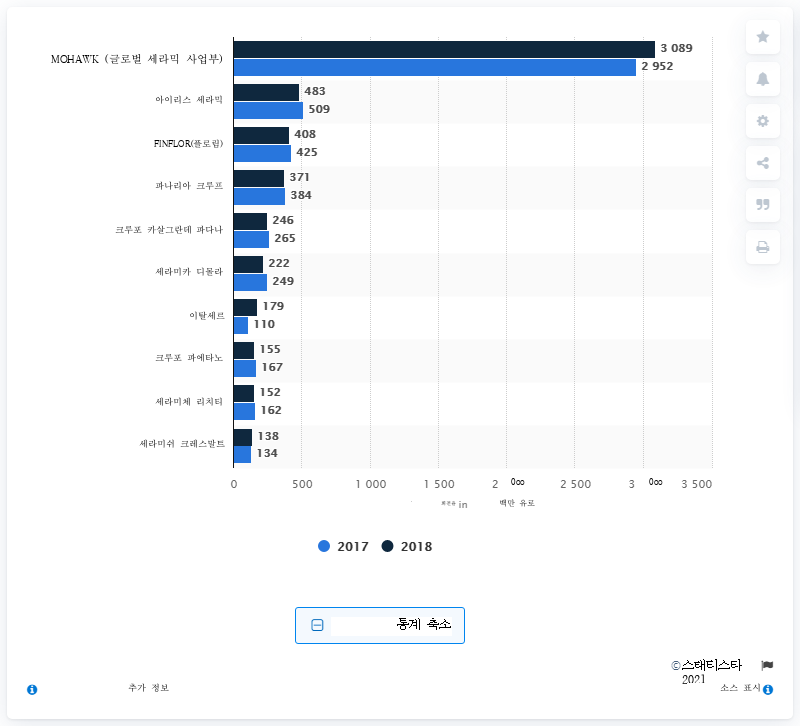 MOHAWK (글로벌 세라믹 사업부)
3 089
2 952
아이리스 세라믹
483
509
FINFLOR(플로림)
408
425
파나리아 크루프
371
384
크루포 카살그란데 파다나
246
265
세라미카 디몰라
222
249
이탈세르
179
110
크루포 파에타노
155
167
세라미체 리치티
152
162
세라미쉬 크레스발트
138
134
0 500 1 000 1 500 2 2 500 3 3 500
in 백만 유로
2017 2018
통계 축소
©스태티스타
2021
추가 정보 소스 표시